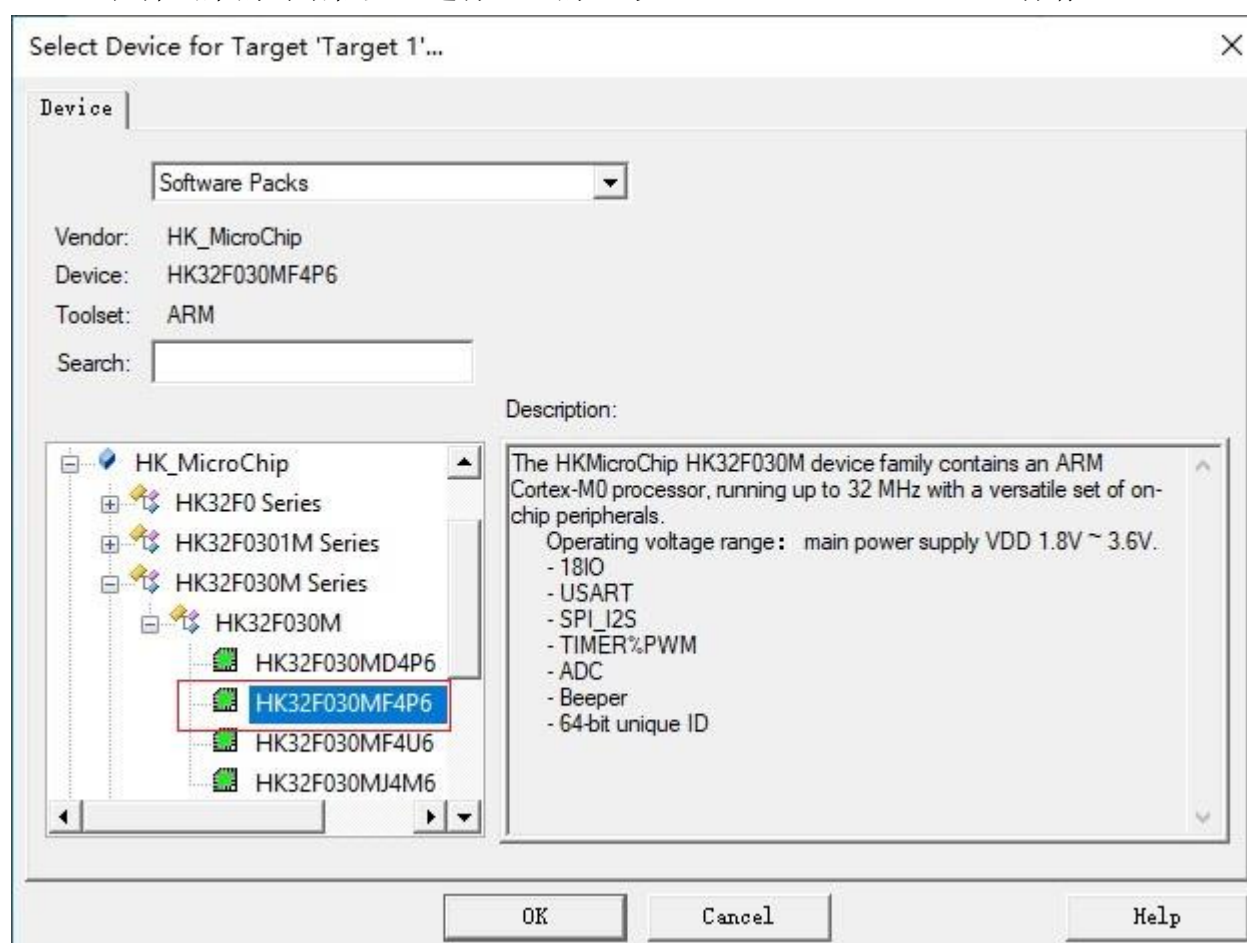 Select Device for Target 'Target 1'...
Device
Software Packs
Vendor: HK_MicroChip
Device: HK32F030MF4P6
Toolset: ARM
Search:
Description:
HK_MicroChip
HK32F0 Series
HK32F0301M Series
HK32F030M Series
HK32F030M
HK32F030MD4P6
HK32F030MF4P6
HK32F030MF4U6
HK32F030MJ4M6
The HKMicroChip HK32F030M device family contains an ARM
Cortex-M0 processor, running up to 32 MHz with a versatile set of on-
chip peripherals.
Operating voltage range： main power supply VDD 1.8V ~ 3.6V.
- 18IO
- USART
- SPI_I2S
- TIMER%PWM
- ADC
- Beeper
- 64-bit unique ID
OK Cancel Help